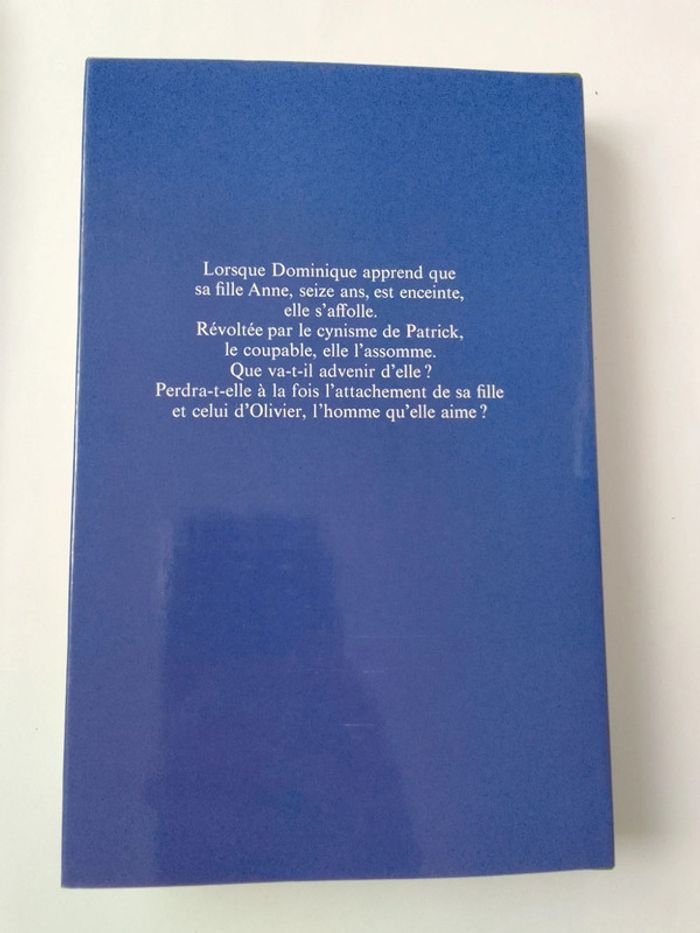 Lorsque Dominique apprend que
sa fille Anne, seize ans, est enceinte,
elle s'affolle.
Révoltée par le cynisme de Patrick,
le coupable, elle l'assomme.
Que va-t-il advenir d'elle ?
Perdra-t-elle à la fois l'attachement de sa fille
et celui d'Olivier, l'homme qu'elle aime ?